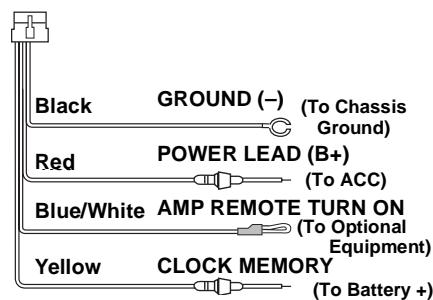 Black GROUND (–) (To Chassis
Ground)
Red POWER LEAD (B+)
(To ACC)
Blue/White AMP REMOTE TURN ON
(To Optional
Equipment)
Yellow CLOCK MEMORY
(To Battery +)